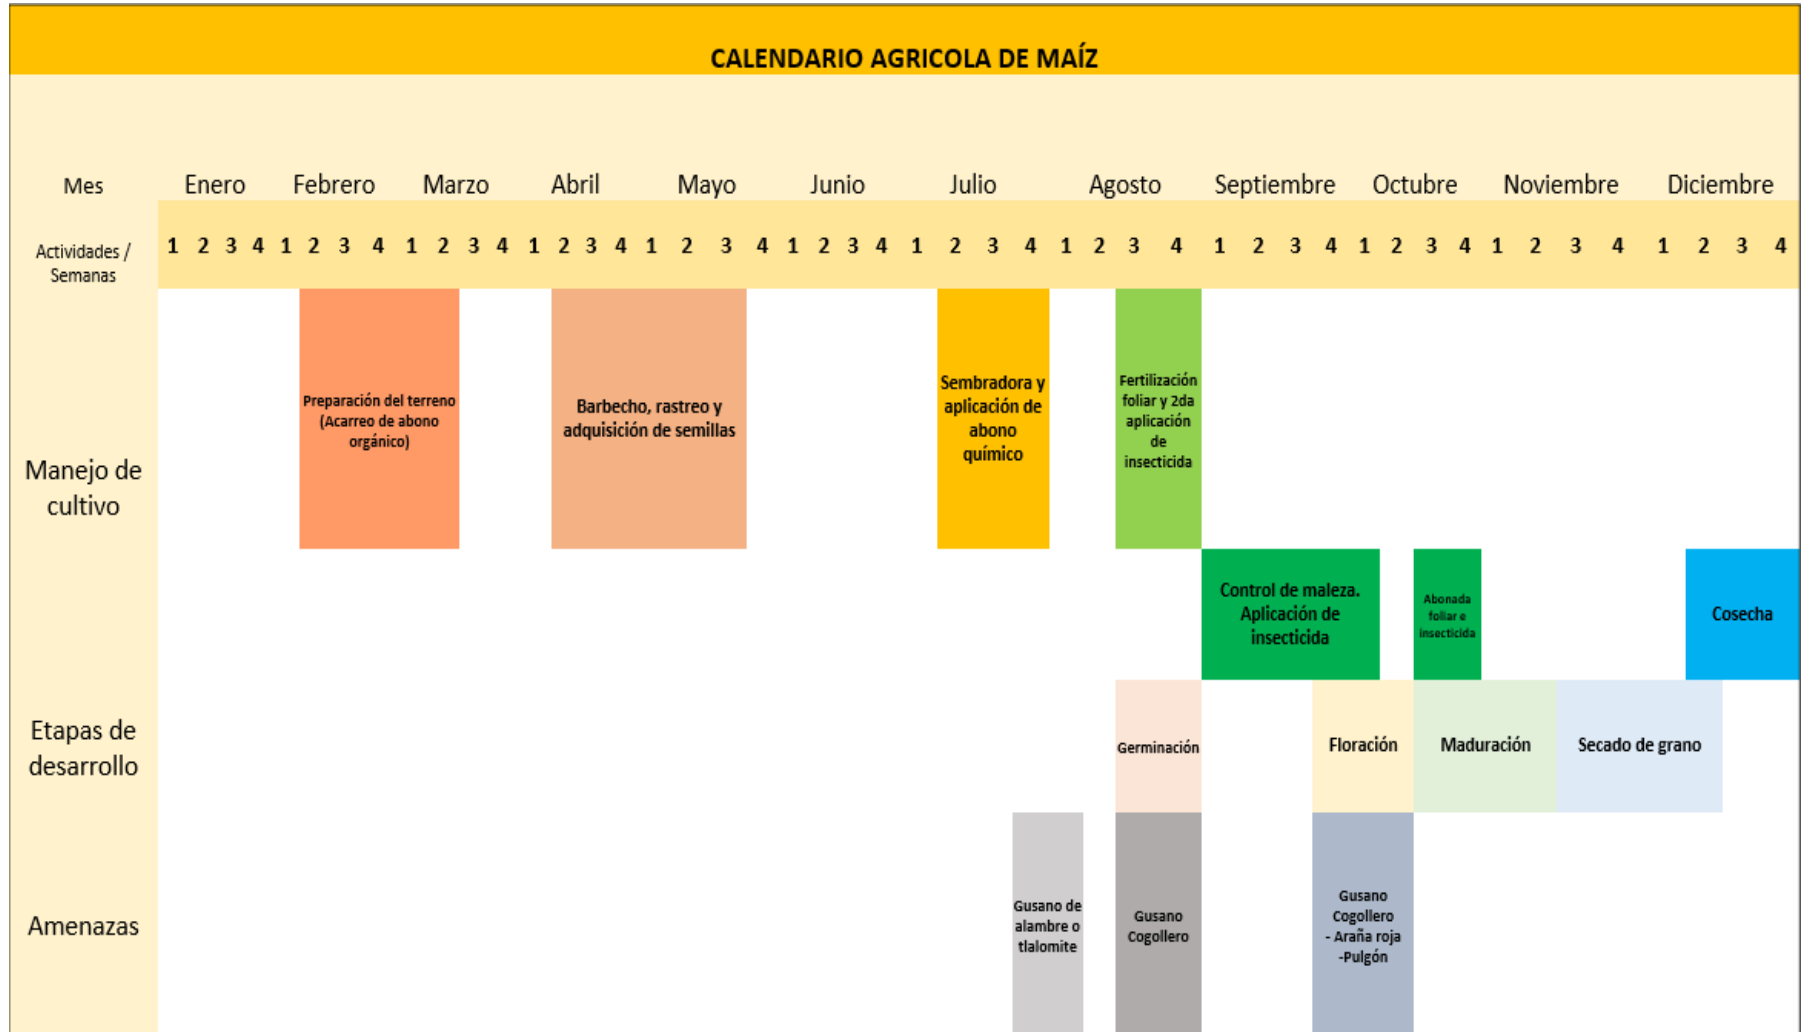 CALENDARIO AGRICOLA DE MAÍZ
Mes Enero Febrero Marzo Abril Mayo Junio Julio Agosto Septiembre Octubre Noviembre Diciembre
Actividades /
Semanas
1 2 3 4 1 2 3 4 1 2 3 4 1 2 3 4 1 2 3 4 1 2 3 4 1 2 3 4 1 2 3 4 1 2 3 4 1 2 3 4 1 2 3 4 1 2 3 4
Manejo de
cultivo
Preparación del terreno
(Acarreo de abono
orgánico)
Barbecho, rastreo y
adquisición de semillas
Sembradora y
aplicación de
abono
químico
Fertilización
foliar y 2da
aplicación
de
insecticida
Control de maleza.
Aplicación de
insecticida
Abonada
foliar e
insecticida
Cosecha
Etapas de
desarrollo
Germinación
Floración
Maduración
Secado de grano
Amenazas
Gusano de
alambre o
tlalomite
Gusano
Cogollero
Gusano
Cogollero
- Araña roja
-Pulgón